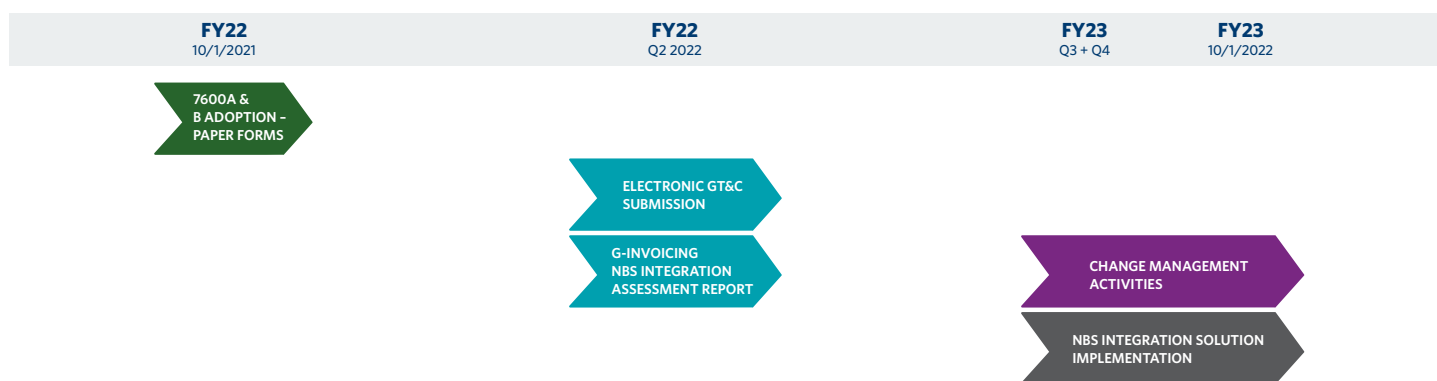 FY22
10/1/2021
FY22
Q2 2022
FY23
Q3 + Q4
FY23
10/1/2022
7600A &
B ADOPTION –
PAPER FORMS
ELECTRONIC GT&C
SUBMISSION
G-INVOICING
NBS INTEGRATION
ASSESSMENT REPORT
CHANGE MANAGEMENT
ACTIVITIES
NBS INTEGRATION SOLUTION
IMPLEMENTATION